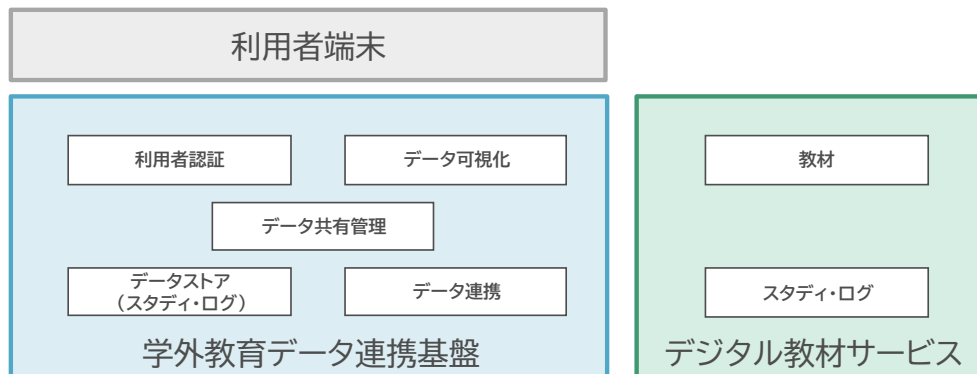 利用者端末
利用者認証
データ可視化
データ共有管理
データストア
（スタディ・ログ）
データ連携
学外教育データ連携基盤
教材
スタディ・ログ
デジタル教材サービス